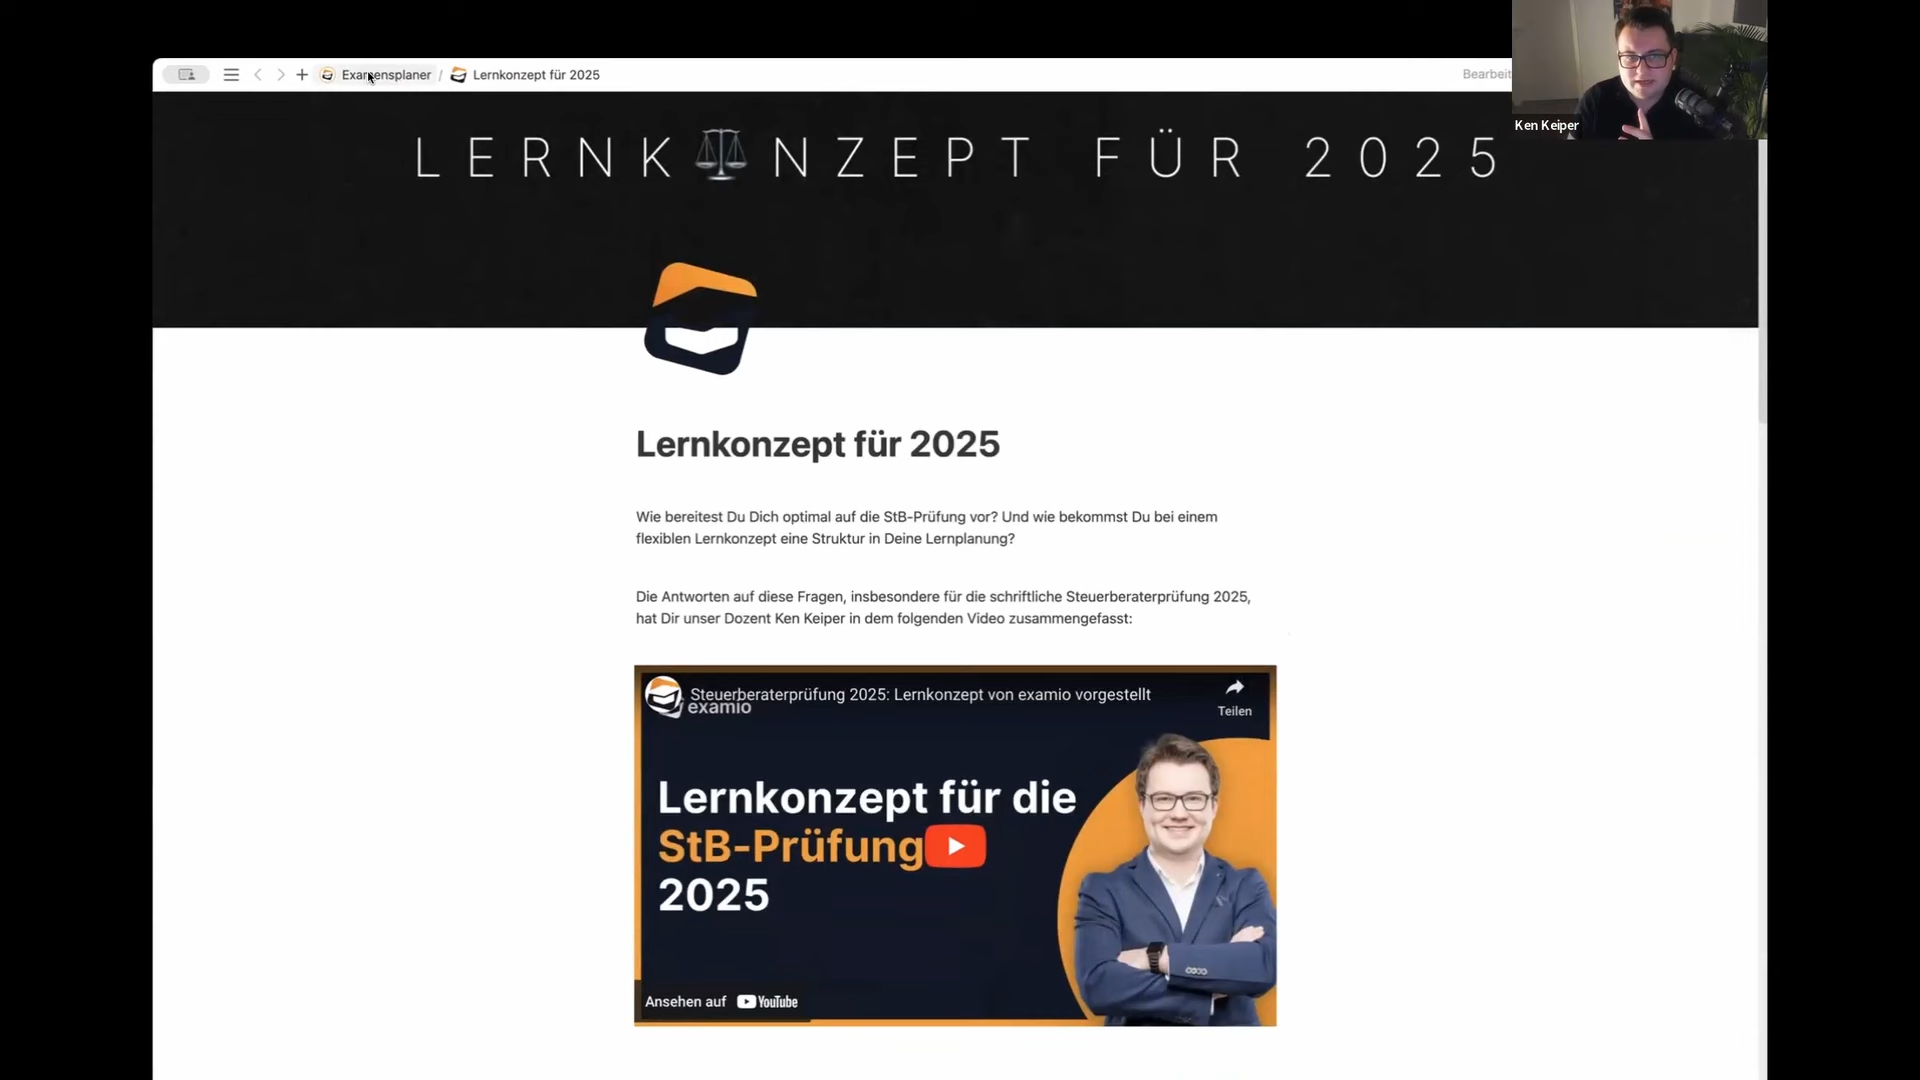 Examensplaner / Lernkonzept für 2025
Bearbeit
Ken Keiper
LERNK NZEPT FÜR 2025
Lernkonzept für 2025
Wie bereitest Du Dich optimal auf die StB-Prüfung vor? Und wie bekommst Du bei einem
flexiblen Lernkonzept eine Struktur in Deine Lernplanung?
Die Antworten auf diese Fragen, insbesondere für die schriftliche Steuerberaterprüfung 2025,
hat Dir unser Dozent Ken Keiper in dem folgenden Video zusammengefasst:
Steuerberaterprüfung 2025: Lernkonzept von examio vorgestellt
examio
Teilen
Lernkonzept für die
StB-Prüfung
2025
Ansehen auf YouTube